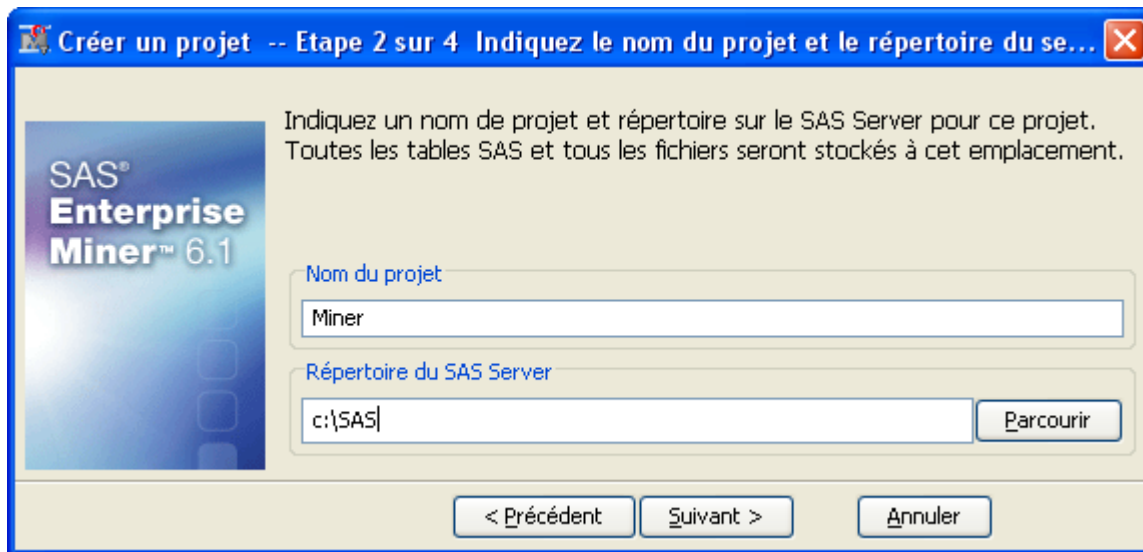 Créer un projet -- Etape 2 sur 4 Indiquez le nom du projet et le répertoire du se...
Indiquez un nom de projet et répertoire sur le SAS Server pour ce projet.
Toutes les tables SAS et tous les fichiers seront stockés à cet emplacement.
SAS®
Enterprise
Miner™ 6.1
Nom du projet
Miner
Répertoire du SAS Server
c:\SAS
Parcourir
< Précédent
Suivant >
Annuler